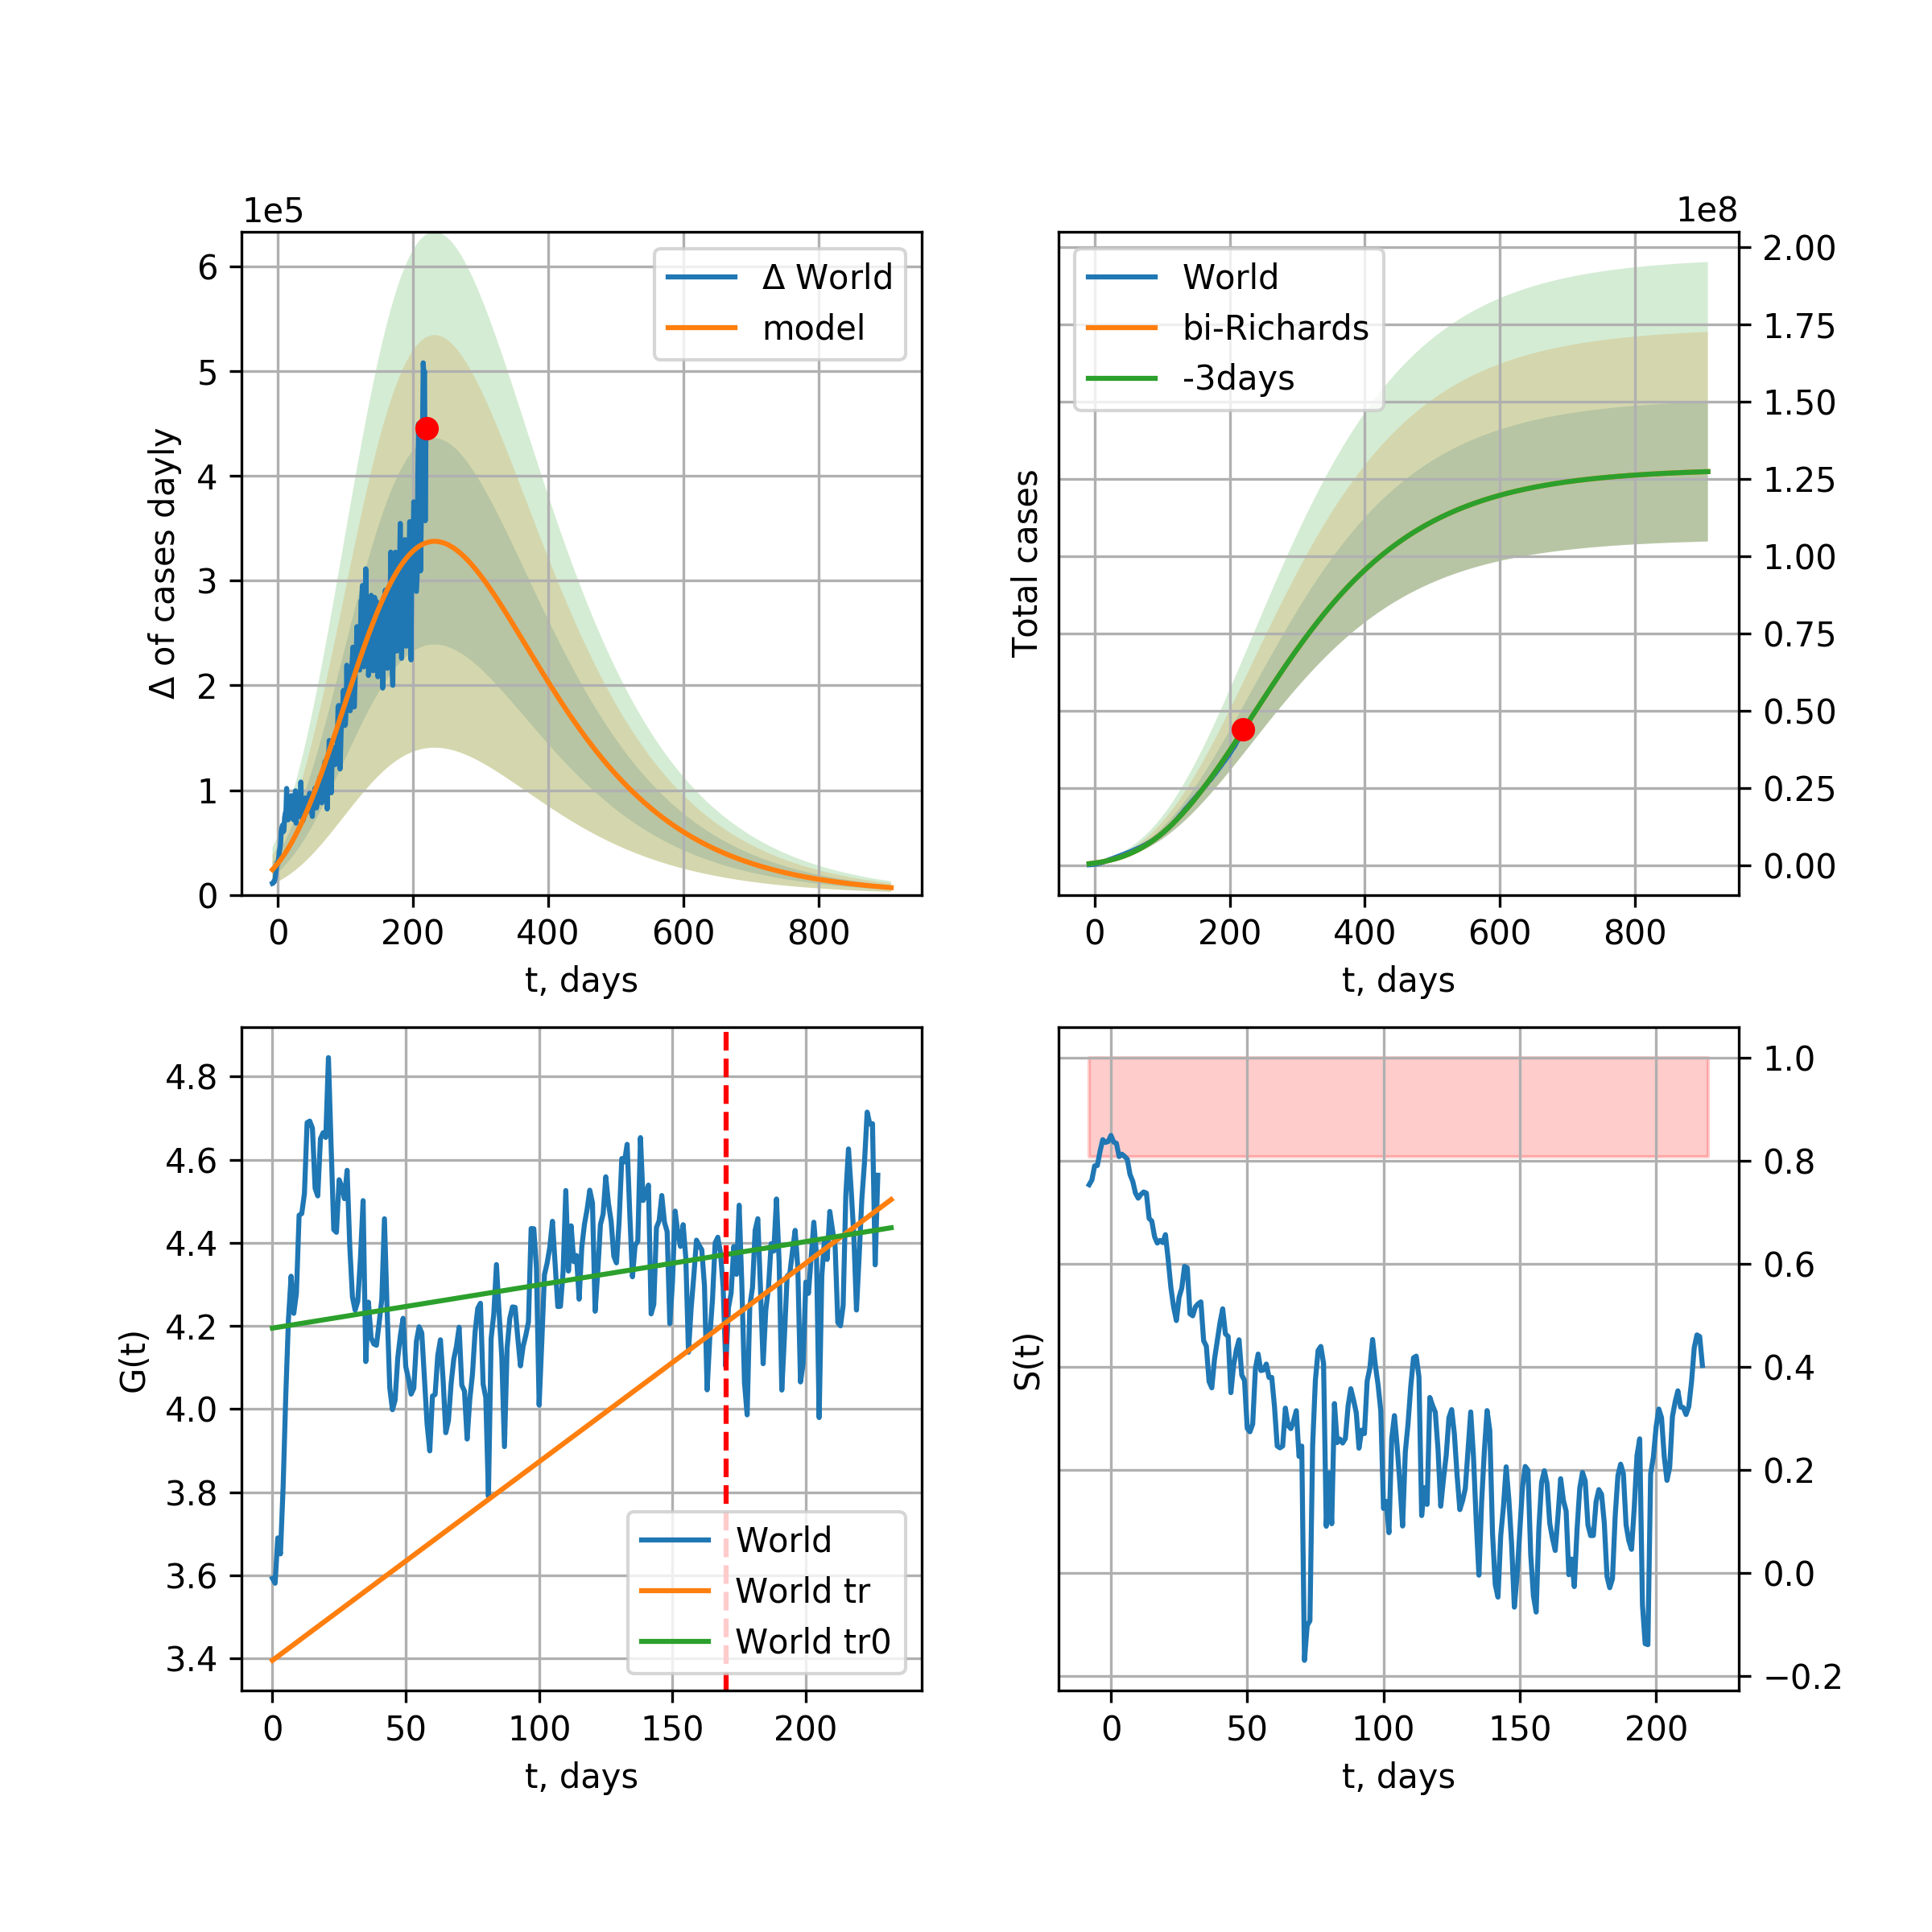 1e5
Δ of cases dayly
6
5
4
3
2
1
0
0 200 400 600 800
t, days
Δ World
model
1e8
Total cases
2.00
1.75
1.50
1.25
1.00
0.75
0.50
0.25
0.00
0 200 400 600 800
t, days
World
bi-Richards
-3days
G(t)
4.8
4.6
4.4
4.2
4.0
3.8
3.6
3.4
0 50 100 150 200
t, days
World
World tr
World tr0
S(t)
1.0
0.8
0.6
0.4
0.2
0.0
−0.2
0 50 100 150 200
t, days